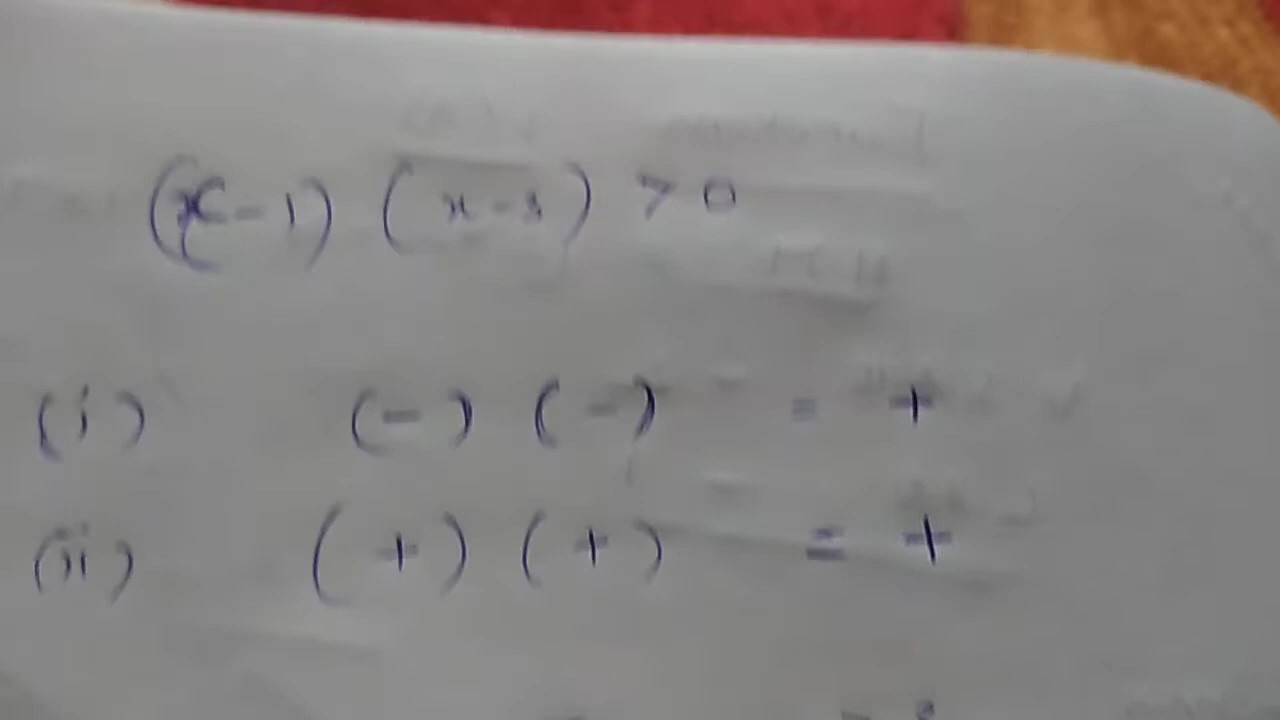 (x-1) (x-3) > 0
(i) (-) (-) = +
(ii) (+) (+) = +